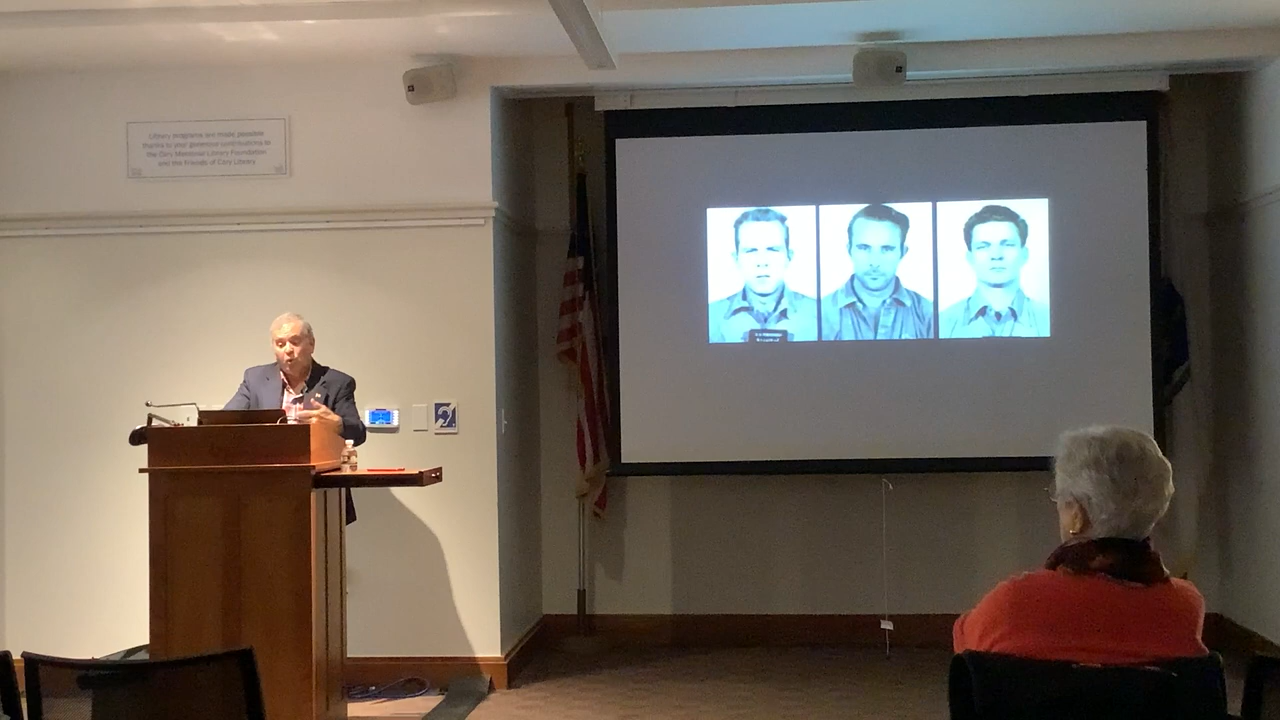 Library programs are made possible
thanks to your generous contributions to
the Cary Memorial Library Foundation
and the Friends of Cary Library